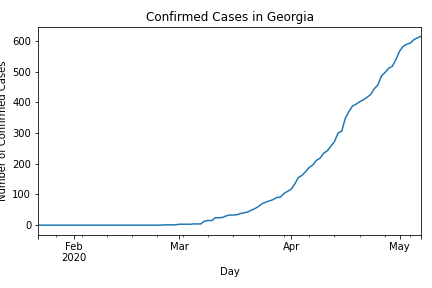 Confirmed Cases in Georgia
Number of Confirmed Cases
600
500
400
300
200
100
0
Feb
2020
Mar
Apr
May
Day